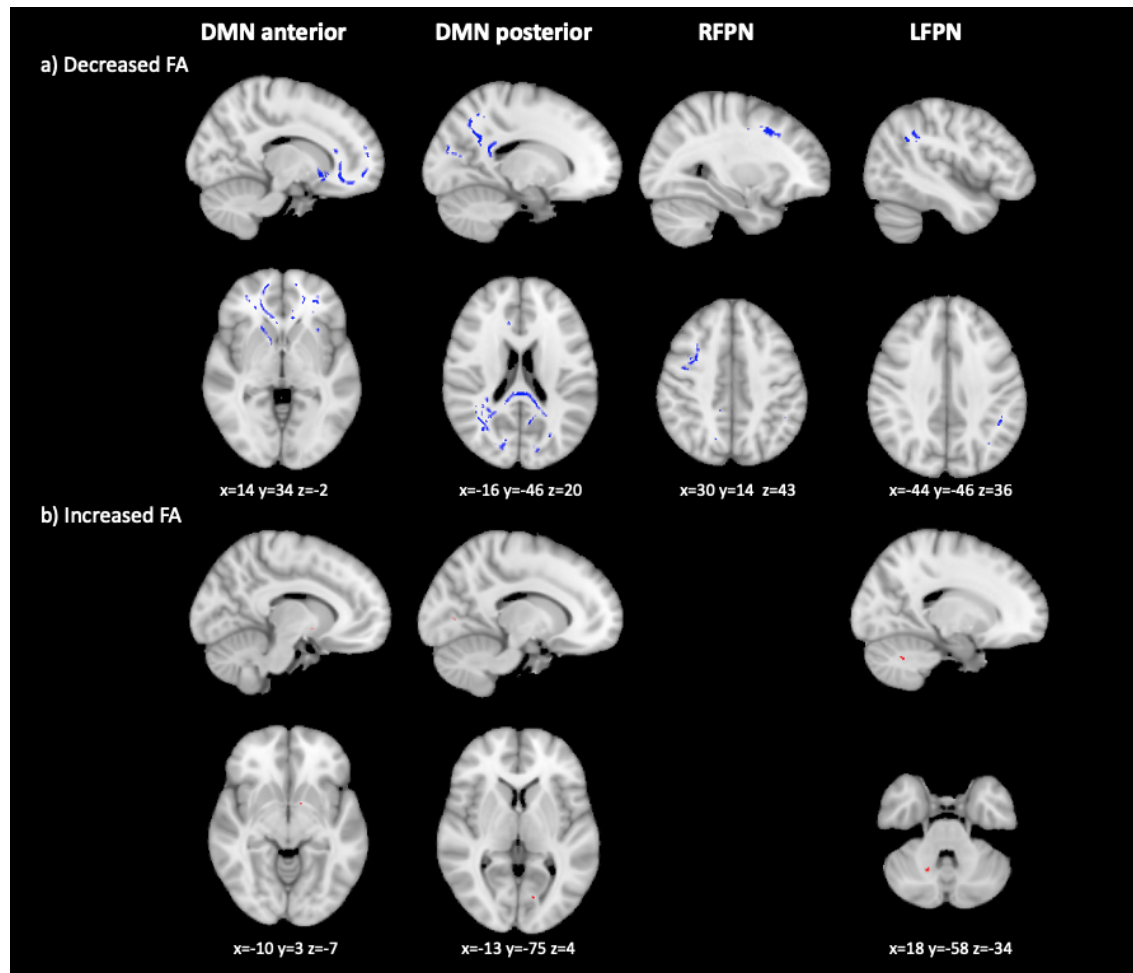 DMN anterior DMN posterior RFPN LFPN
a) Decreased FA
x=14 y=34 z=-2 x=-16 y=-46 z=20 x=30 y=14 z=43 x=-44 y=-46 z=36
b) Increased FA
x=-10 y=3 z=-7 x=-13 y=-75 z=4 x=18 y=-58 z=-34